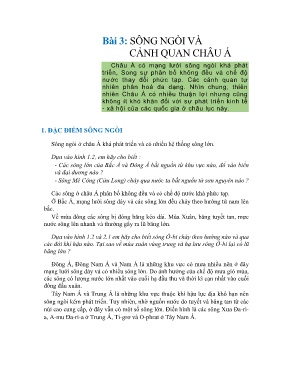 Bài 3: SÔNG NGÒI VÀ
CẢNH QUAN CHÂU Á
Châu Á có mạng lưới sông ngòi khá phát
triển, Song sự phân bố không đều và chế độ
nước thay đổi phức tạp. Các cảnh quan tự
nhiên phân hoá đa dạng. Nhìn chung, thiên
nhiên Châu Á có nhiều thuận lợi nhưng cũng
không ít khó khăn đối với sự phát triển kinh tế
- xã hội của các quốc gia ở châu lục này.
1. ĐẶC ĐIỂM SÔNG NGÒI
Sông ngòi ở châu Á khá phát triển và có nhiều hệ thống sông lớn.
Dựa vào hình 1.2, em hãy cho biết :
- Các sông lớn của Bắc Á và Đông Á bắt nguồn từ khu vực nào, đổ vào biển
và đại dương nào ?
- Sông Mê Công (Cửu Long) chảy qua nước ta bắt nguồn từ sơn nguyên nào ?
Các sông ở châu Á phân bố không đều và có chế độ nước khá phức tạp.
Ở Bắc Á, mạng lưới sông dày và các sông lớn đều chảy theo hướng từ nam lên
bắc.
Về mùa đông các sông bị đóng băng kéo dài. Mùa Xuân, băng tuyết tan, mực
nước sông lên nhanh và thường gây ra lũ băng lớn.
Dựa vào hình 1.2 và 2.1 em hãy cho biết sông Ô-bi chảy theo hướng nào và qua
các đới khí hậu nào. Tại sao về mùa xuân vùng trung và hạ lưu sông Ô-bi lại có lũ
băng lớn ?
Đông Á, Đông Nam Á và Nam Á là những khu vực có mưa nhiều nên ở đây
mạng lưới sông dày và có nhiều sông lớn. Do ảnh hưởng của chế độ mưa gió mùa,
các sông có lượng nước lớn nhất vào cuối hạ đầu thu và thời kì cạn nhất vào cuối
đông đầu xuân.
Tây Nam Á và Trung Á là những khu vực thuộc khí hậu lục địa khô hạn nên
sông ngòi kém phát triển. Tuy nhiên, nhờ nguồn nước do tuyết và băng tan từ các
núi cao cung cấp, ở đây vẫn có một số sông lớn. Điển hình là các sông Xưa Đa-ri-
a, A-mu Đa-ri-a ở Trung Á, Ti-grơ và Ơ-phrat ở Tây Nam Á.